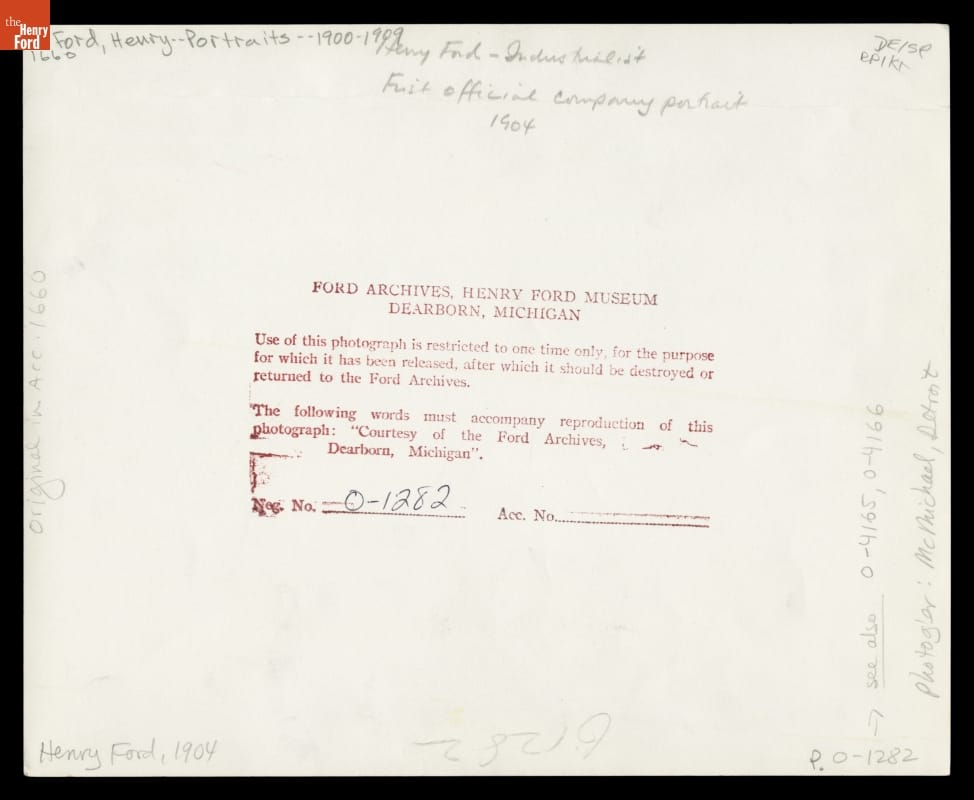 the
Henry
Ford
Ford, Henry--Portraits--1900-1909
1660
Henry Ford - Industrialist
First official company portrait
1904
DE/SR
EPIKr
Original in Acc. 1660
FORD ARCHIVES, HENRY FORD MUSEUM
DEARBORN, MICHIGAN
Use of this photograph is restricted to one time only, for the purpose
for which it has been released, after which it should be destroyed or
returned to the Ford Archives.
The following words must accompany reproduction of this
photograph: "Courtesy of the Ford Archives,
Dearborn, Michigan".
Neg. No. O-1282
Acc. No.
→ see also O-4165, O-4166
Photog'er: McMichael, Detroit
Henry Ford, 1904
P. O-1282